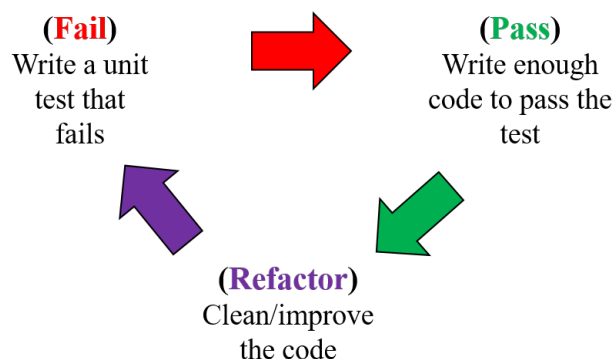 (Fail)
Write a unit
test that
fails
(Pass)
Write enough
code to pass the
test
(Refactor)
Clean/improve
the code